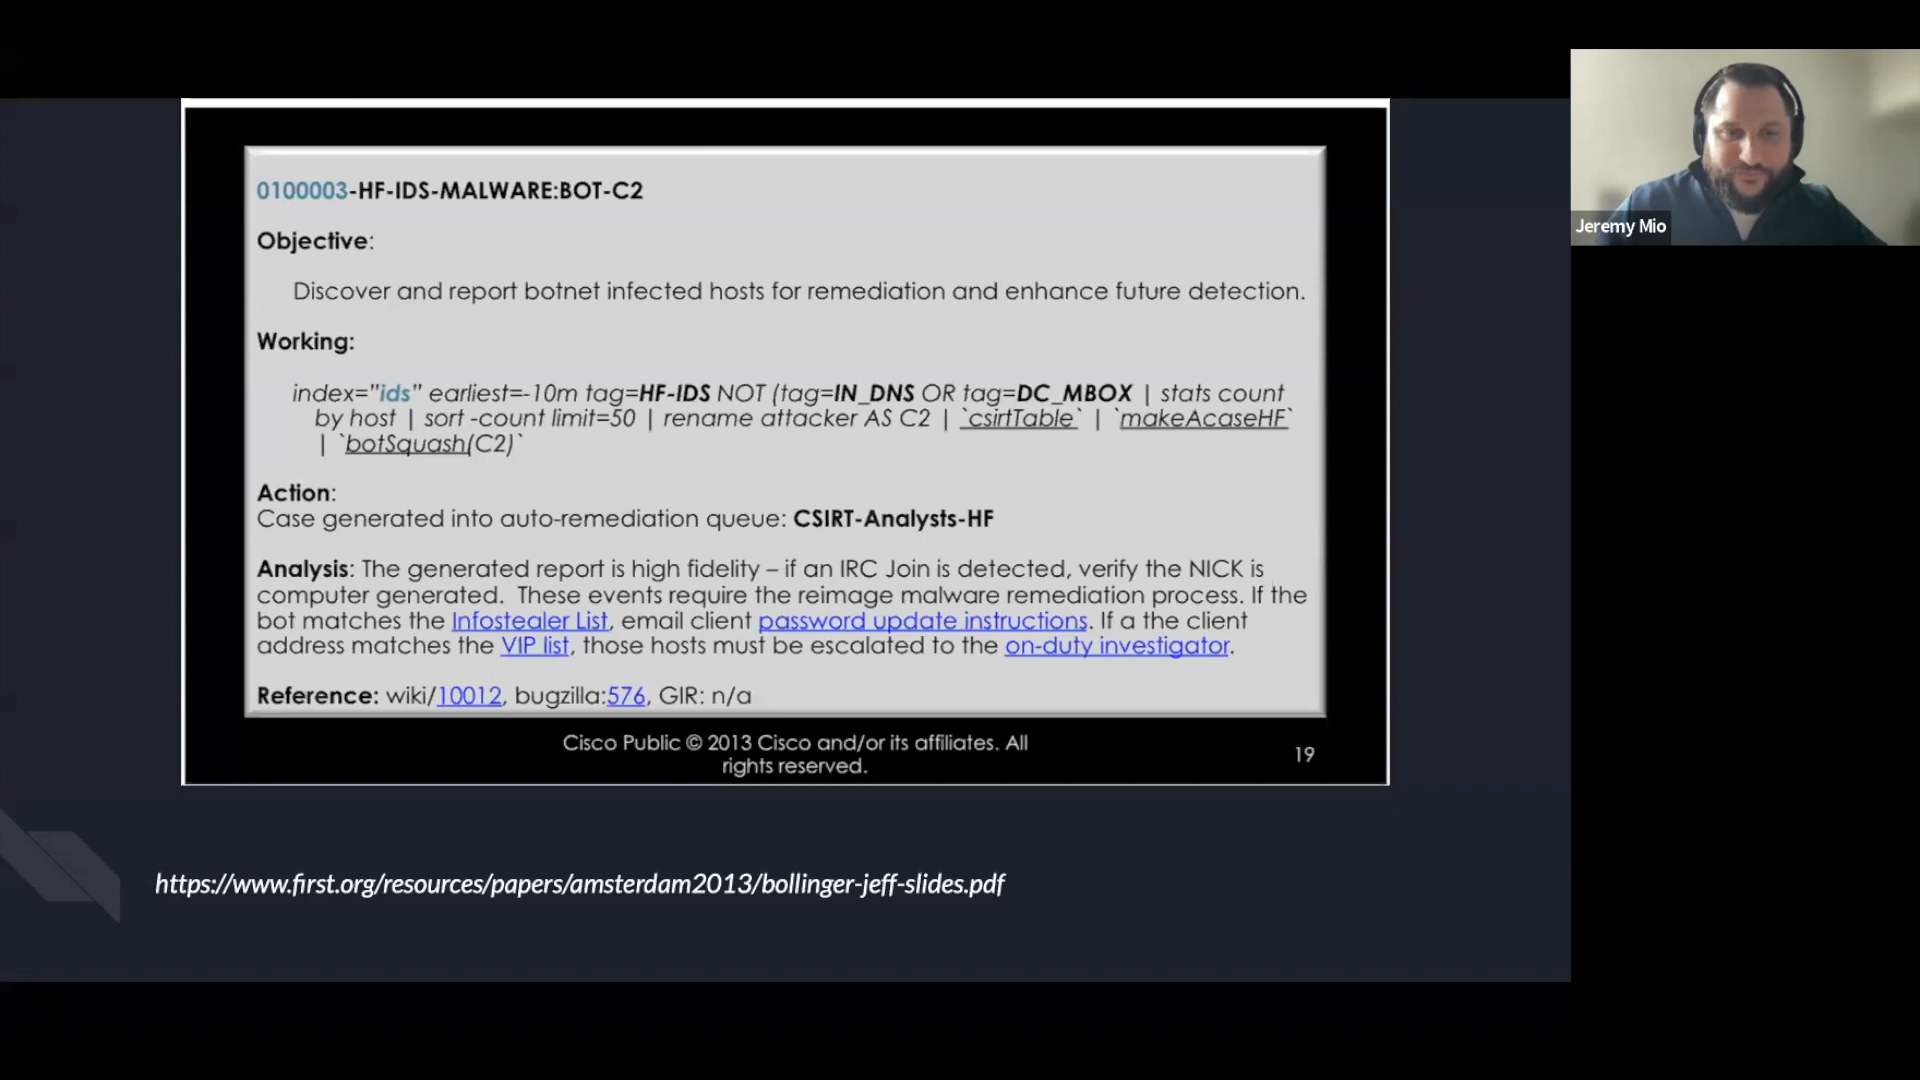 0100003-HF-IDS-MALWARE:BOT-C2
Objective:
Discover and report botnet infected hosts for remediation and enhance future detection.
Working:
index="ids" earliest=-10m tag=HF-IDS NOT (tag=IN_DNS OR tag=DC_MBOX | stats count
by host | sort -count limit=50 | rename attacker AS C2 | `csirtTable` | `makeAcaseHF`
| `botSquash(C2)`
Action:
Case generated into auto-remediation queue: CSIRT-Analysts-HF
Analysis: The generated report is high fidelity – if an IRC Join is detected, verify the NICK is
computer generated. These events require the reimage malware remediation process. If the
bot matches the Infostealer List, email client password update instructions. If a the client
address matches the VIP list, those hosts must be escalated to the on-duty investigator.
Reference: wiki/10012, bugzilla:576, GIR: n/a
Cisco Public © 2013 Cisco and/or its affiliates. All
rights reserved.
19
https://www.first.org/resources/papers/amsterdam2013/bollinger-jeff-slides.pdf
Jeremy Mio